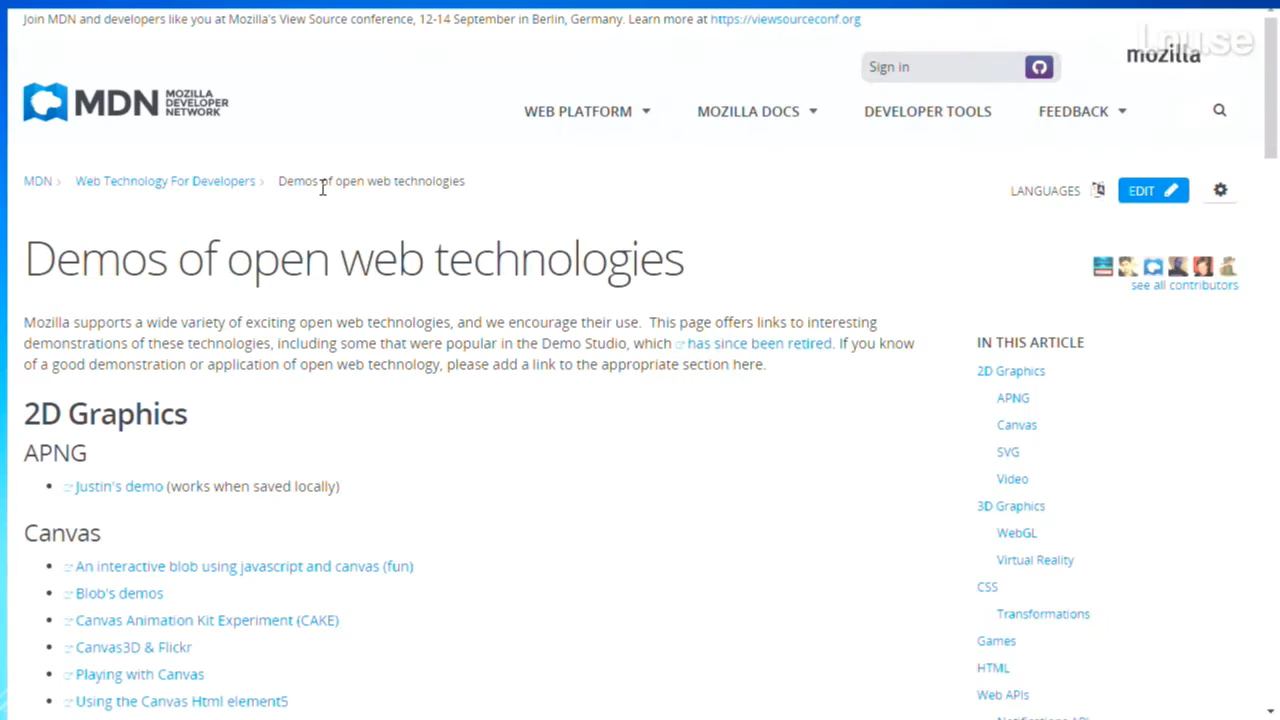 Join MDN and developers like you at Mozilla's View Source conference, 12-14 September in Berlin, Germany. Learn more at https://viewsourceconf.org
Lnu.se
mozilla
Sign in
MDN MOZILLA DEVELOPER NETWORK
WEB PLATFORM MOZILLA DOCS DEVELOPER TOOLS FEEDBACK
MDN Web Technology For Developers Demos of open web technologies
LANGUAGES EDIT
Demos of open web technologies
see all contributors
Mozilla supports a wide variety of exciting open web technologies, and we encourage their use. This page offers links to interesting
demonstrations of these technologies, including some that were popular in the Demo Studio, which has since been retired. If you know
of a good demonstration or application of open web technology, please add a link to the appropriate section here.
2D Graphics
APNG
Justin's demo (works when saved locally)
Canvas
An interactive blob using javascript and canvas (fun)
Blob's demos
Canvas Animation Kit Experiment (CAKE)
Canvas3D & Flickr
Playing with Canvas
Using the Canvas Html element5
IN THIS ARTICLE
2D Graphics
APNG
Canvas
SVG
Video
3D Graphics
WebGL
Virtual Reality
CSS
Transformations
Games
HTML
Web APIs
Notifications API